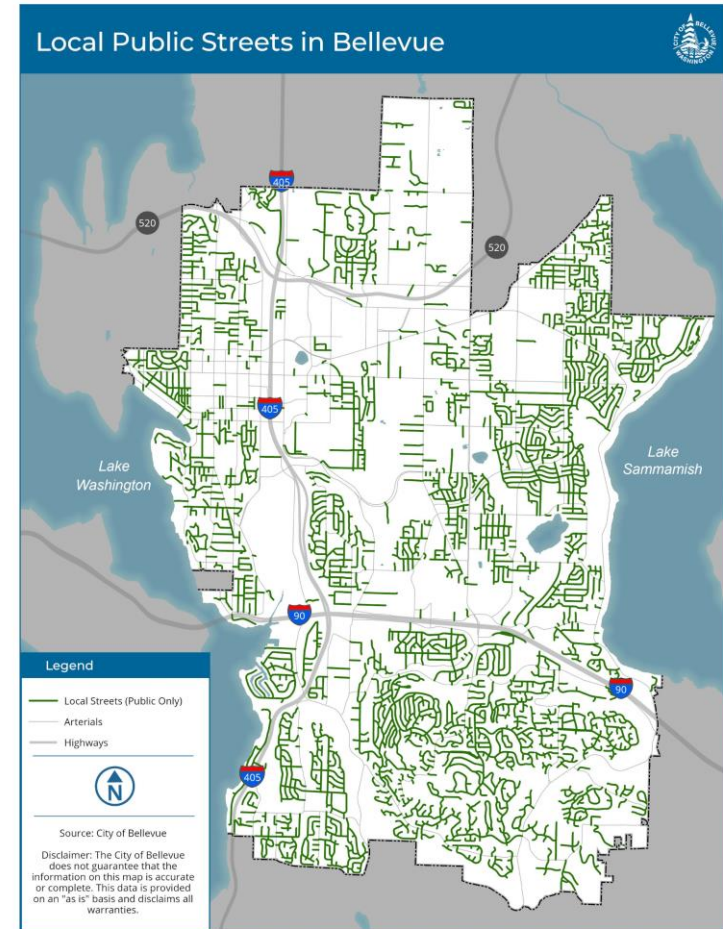 Local Public Streets in Bellevue
CITY OF BELLEVUE
WASHINGTON
405
520
520
405
Lake
Washington
Lake
Sammamish
90
90
405
Legend
Local Streets (Public Only)
Arterials
Highways
N
Source: City of Bellevue
Disclaimer: The City of Bellevue
does not guarantee that the
information on this map is accurate
or complete. This data is provided
on an "as is" basis and disclaims all
warranties.